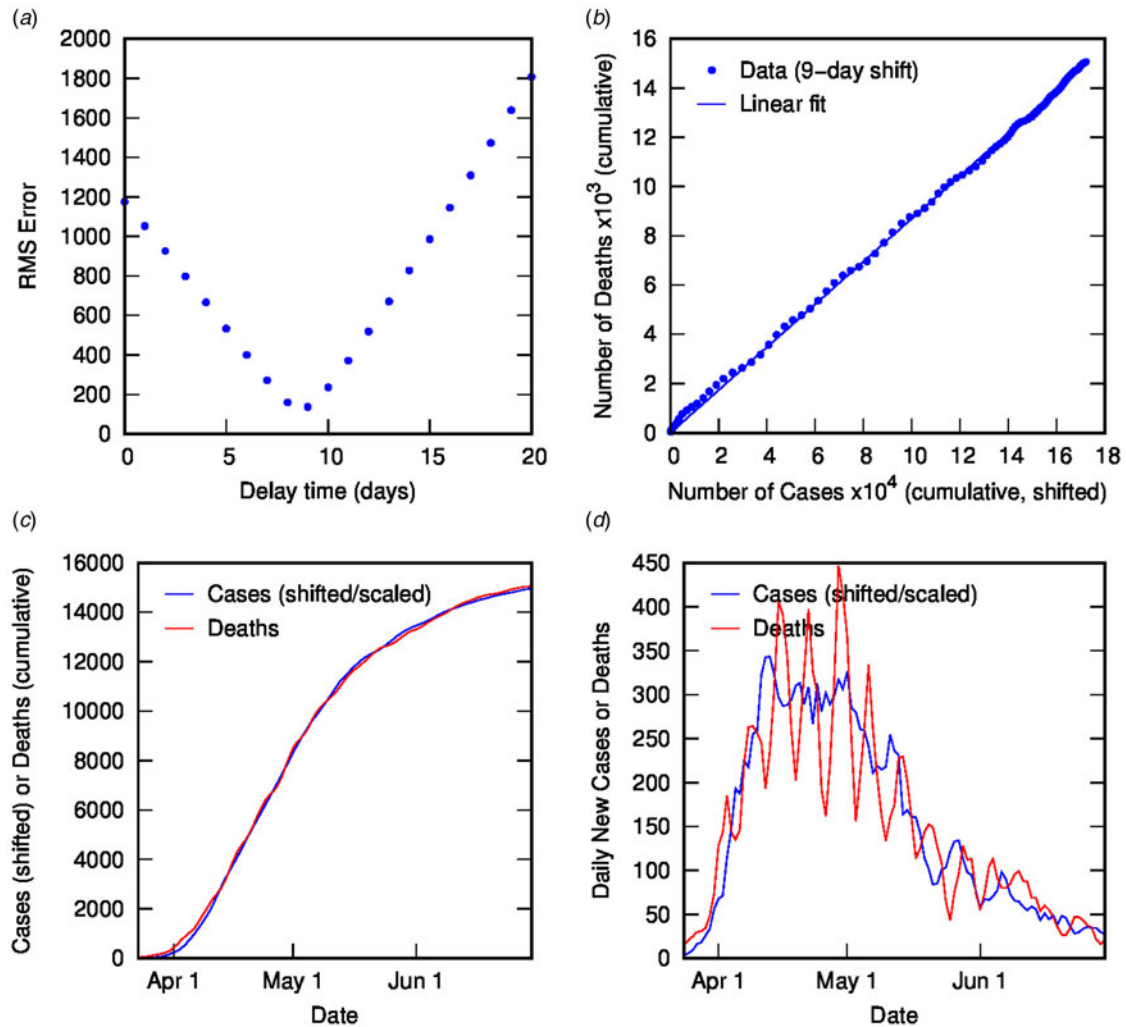 (a)
2000
1800
1600
1400
1200
1000
800
600
400
200
0
RMS Error
0 5 10 15 20
Delay time (days)
(b)
16
14
12
10
8
6
4
2
0
Number of Deaths x10³ (cumulative)
Data (9−day shift)
Linear fit
0 2 4 6 8 10 12 14 16 18
Number of Cases x10⁴ (cumulative, shifted)
(c)
16000
14000
12000
10000
8000
6000
4000
2000
0
Cases (shifted) or Deaths (cumulative)
Cases (shifted/scaled)
Deaths
Apr 1 May 1 Jun 1
Date
(d)
450
400
350
300
250
200
150
100
50
0
Daily New Cases or Deaths
Cases (shifted/scaled)
Deaths
Apr 1 May 1 Jun 1
Date